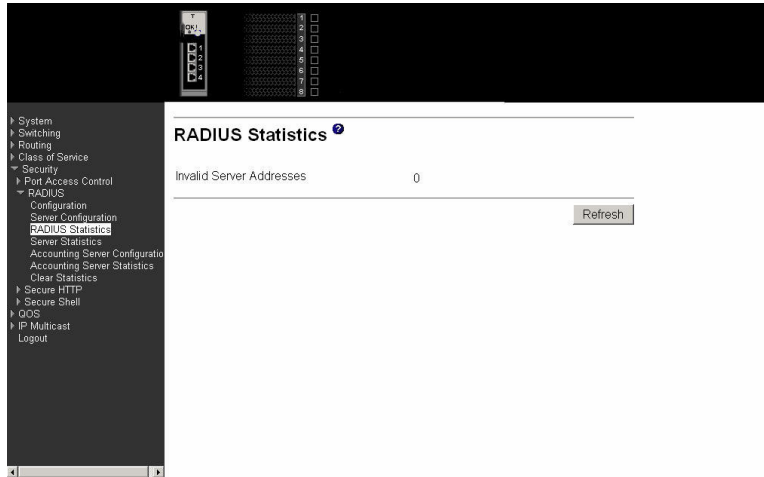 T
OK!
1
2
3
4
1
2
3
4
5
6
7
8
System
Switching
Routing
Class of Service
Security
Port Access Control
RADIUS
Configuration
Server Configuration
RADIUS Statistics
Server Statistics
Accounting Server Configuratio
Accounting Server Statistics
Clear Statistics
Secure HTTP
Secure Shell
QOS
IP Multicast
Logout
RADIUS Statistics ?
Invalid Server Addresses 0
Refresh